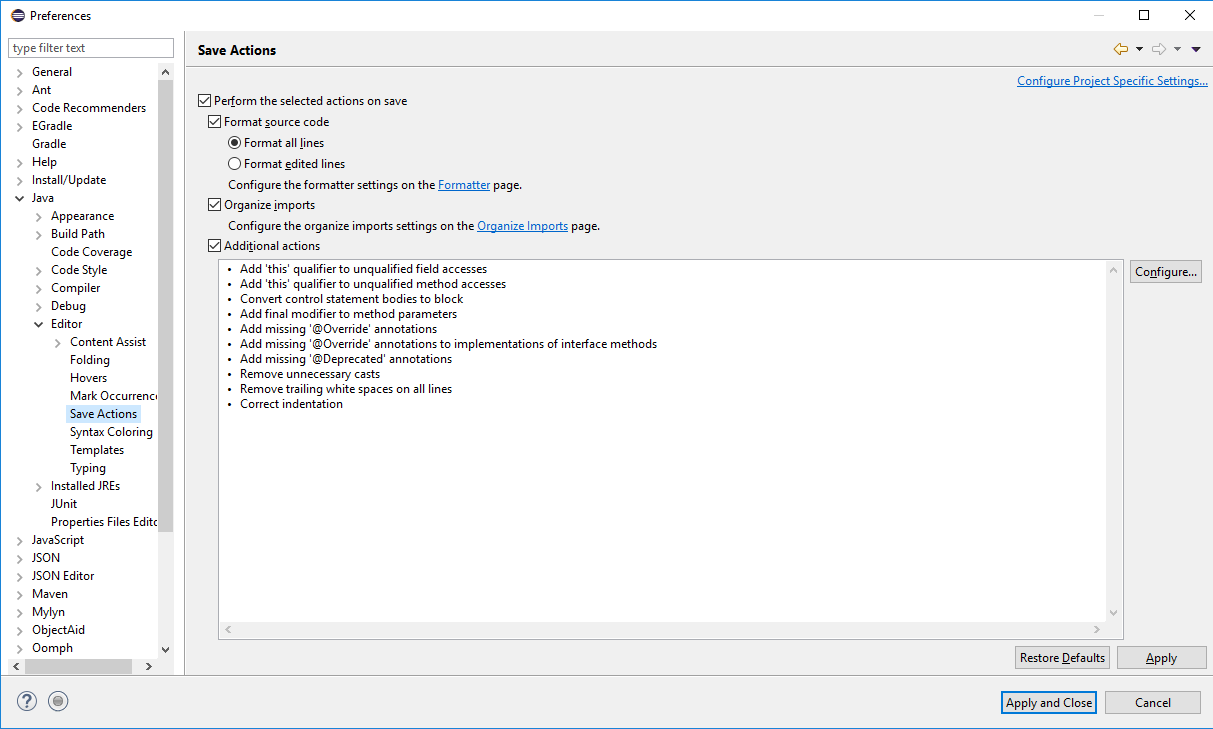 Preferences
type filter text
General
Ant
Code Recommenders
EGradle
Gradle
Help
Install/Update
Java
Appearance
Build Path
Code Coverage
Code Style
Compiler
Debug
Editor
Content Assist
Folding
Hovers
Mark Occurrenc
Save Actions
Syntax Coloring
Templates
Typing
Installed JREs
JUnit
Properties Files Edito
JavaScript
JSON
JSON Editor
Maven
Mylyn
ObjectAid
Oomph
Save Actions
Configure Project Specific Settings...
Perform the selected actions on save
Format source code
Format all lines
Format edited lines
Configure the formatter settings on the Formatter page.
Organize imports
Configure the organize imports settings on the Organize Imports page.
Additional actions
• Add 'this' qualifier to unqualified field accesses
• Add 'this' qualifier to unqualified method accesses
• Convert control statement bodies to block
• Add final modifier to method parameters
• Add missing '@Override' annotations
• Add missing '@Override' annotations to implementations of interface methods
• Add missing '@Deprecated' annotations
• Remove unnecessary casts
• Remove trailing white spaces on all lines
• Correct indentation
Configure...
Restore Defaults
Apply
?
Apply and Close
Cancel